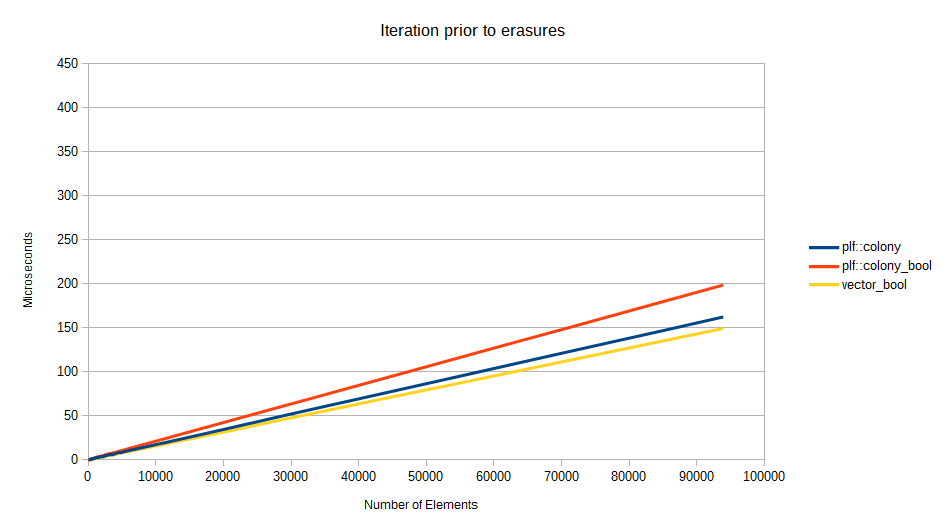 Iteration prior to erasures
450
400
350
300
250
200
150
100
50
0
Microseconds
0 10000 20000 30000 40000 50000 60000 70000 80000 90000 100000
Number of Elements
plf::colony
plf::colony_bool
vector_bool